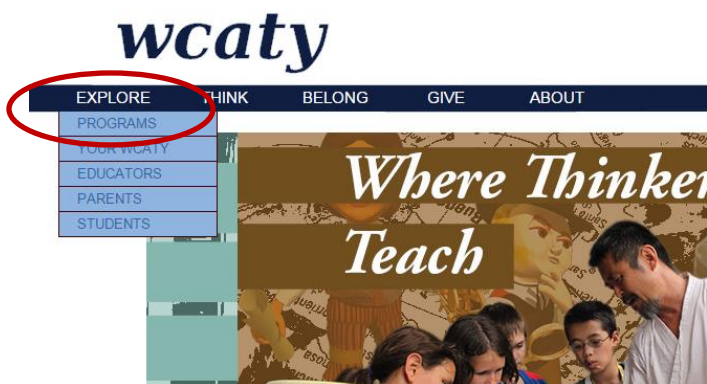 wcaty
EXPLORE THINK BELONG GIVE ABOUT
PROGRAMS
YOUR WCATY
EDUCATORS
PARENTS
STUDENTS
Where Thinker
Teach